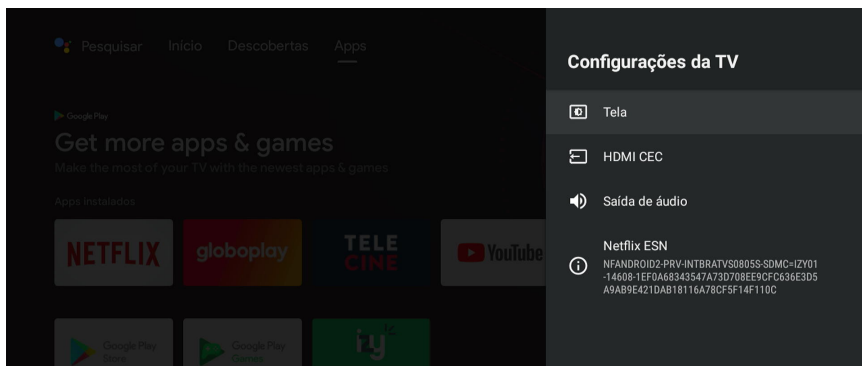 Pesquisar Início Descobertas Apps
Google Play
Get more apps & games
Make the most of your TV with the newest apps & games
Apps instalados
NETFLIX globoplay TELE CINE YouTube
Google Play Store Google Play Games izy
Configurações da TV
Tela
HDMI CEC
Saída de áudio
Netflix ESN
NFANDROID2-PRV-INTBRATVS0805S-SDMC=IZY01
-14608-1EF0A68343547A73D708EE9CFC636E3D5
A9AB9E421DAB18116A78CF5F14F110C